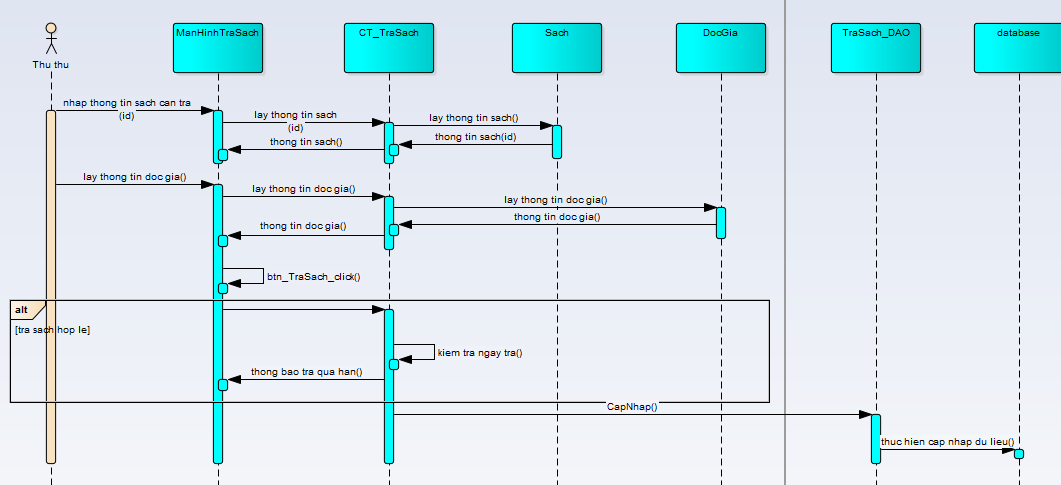 Thu thu
ManHinhTraSach
CT_TraSach
Sach
DocGia
TraSach_DAO
database
nhap thong tin sach can tra
(id)
lay thong tin sach
(id)
lay thong tin sach()
thong tin sach(id)
thong tin sach()
lay thong tin doc gia()
lay thong tin doc gia()
lay thong tin doc gia()
thong tin doc gia()
thong tin doc gia()
btn_TraSach_click()
alt
[tra sach hop le]
kiem tra ngay tra()
thong bao tra qua han()
CapNhap()
thuc hien cap nhap du lieu()